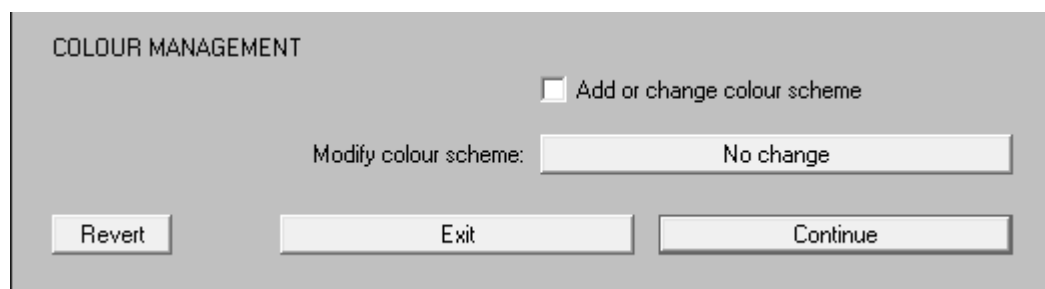 COLOUR MANAGEMENT
Add or change colour scheme
Modify colour scheme: No change
Revert Exit Continue